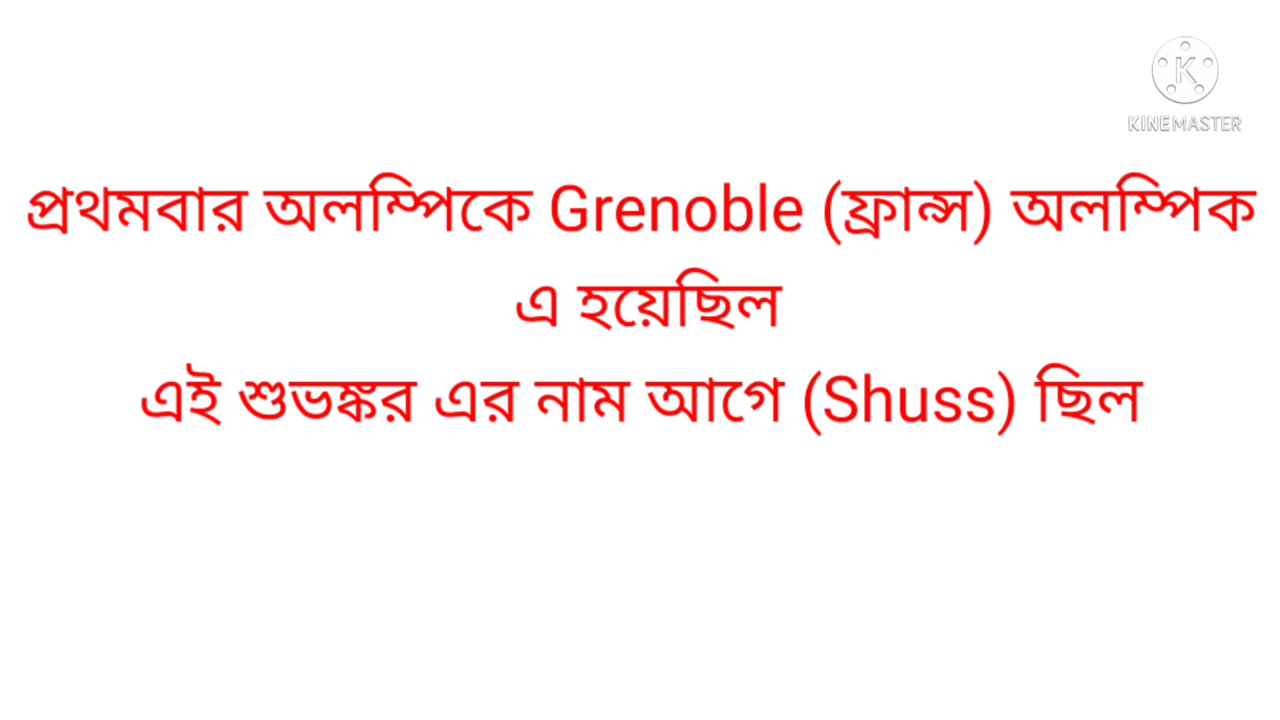 KINEMASTER
প্রথমবার অলম্পিকে Grenoble (ফ্রান্স) অলম্পিক
এ হয়েছিল
এই শুভঙ্কর এর নাম আগে (Shuss) ছিল